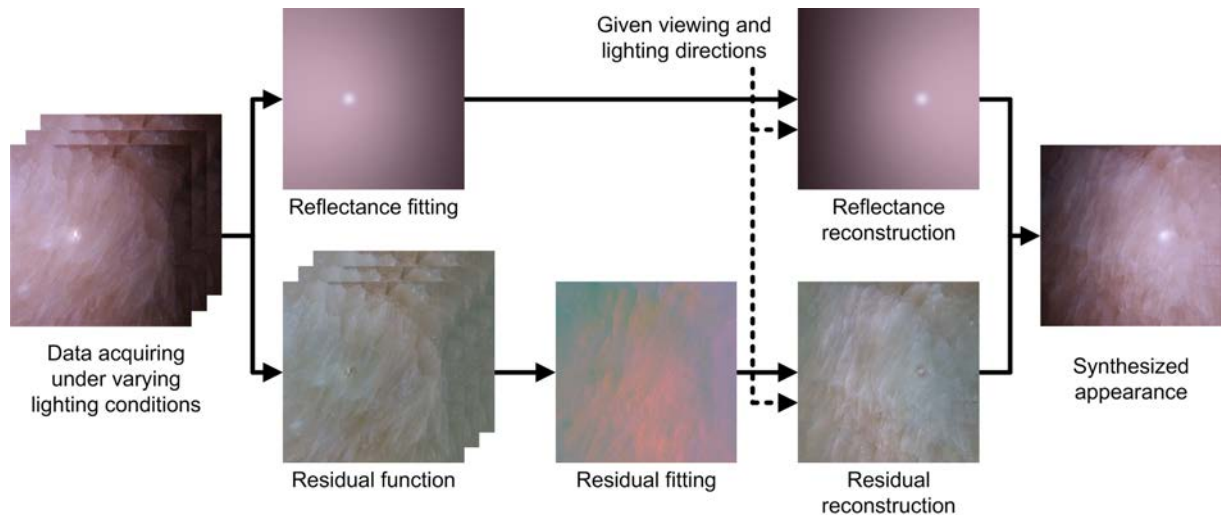 Given viewing and
lighting directions
Reflectance fitting
Reflectance
reconstruction
Data acquiring
under varying
lighting conditions
Synthesized
appearance
Residual function
Residual fitting
Residual
reconstruction